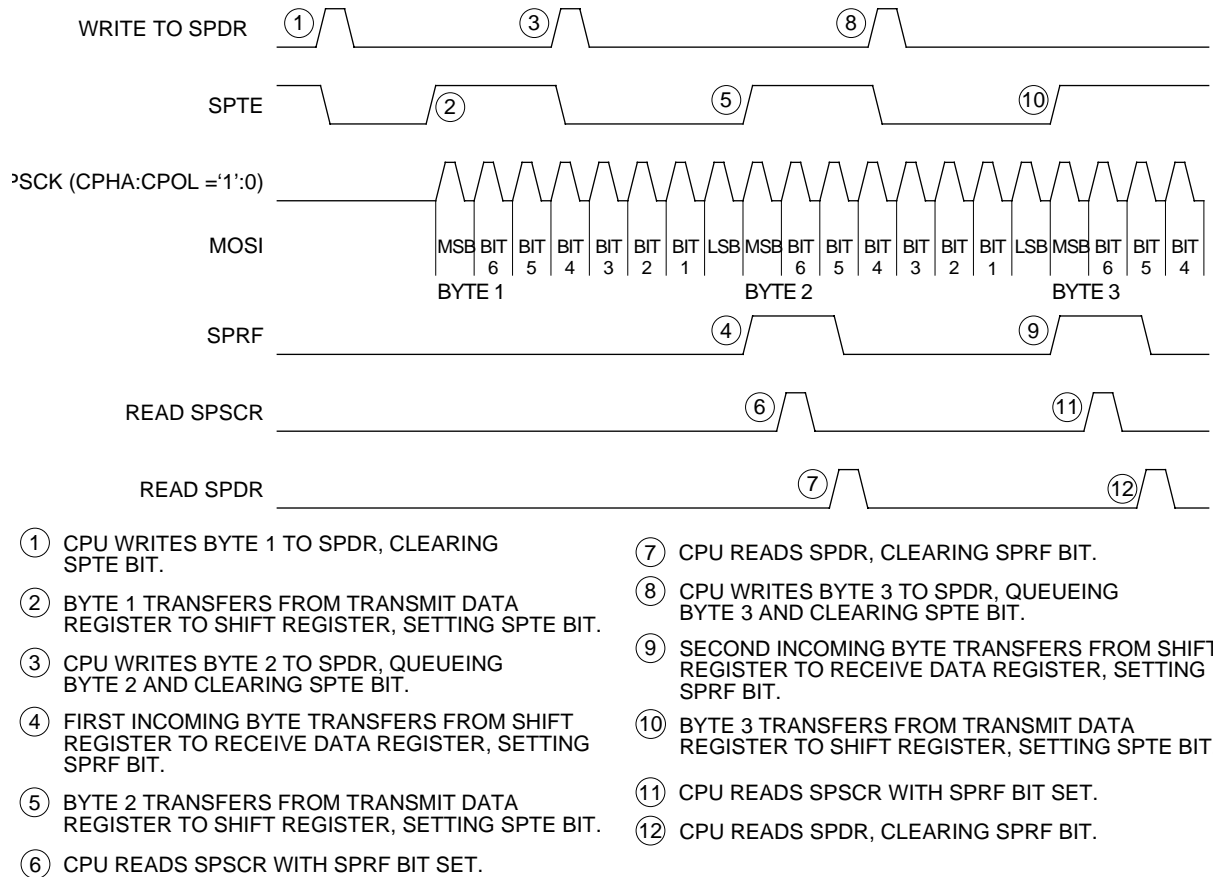 WRITE TO SPDR
1
3
8
SPTE
2
5
10
PSCK (CPHA:CPOL =‘1’:0)
MOSI
MSB BIT 6 BIT 5 BIT 4 BIT 3 BIT 2 BIT 1 LSB MSB BIT 6 BIT 5 BIT 4 BIT 3 BIT 2 BIT 1 LSB MSB BIT 6 BIT 5 BIT 4
BYTE 1 BYTE 2 BYTE 3
SPRF
4
9
READ SPSCR
6
11
READ SPDR
7
12
1 CPU WRITES BYTE 1 TO SPDR, CLEARING
SPTE BIT.
2 BYTE 1 TRANSFERS FROM TRANSMIT DATA
REGISTER TO SHIFT REGISTER, SETTING SPTE BIT.
3 CPU WRITES BYTE 2 TO SPDR, QUEUEING
BYTE 2 AND CLEARING SPTE BIT.
4 FIRST INCOMING BYTE TRANSFERS FROM SHIFT
REGISTER TO RECEIVE DATA REGISTER, SETTING
SPRF BIT.
5 BYTE 2 TRANSFERS FROM TRANSMIT DATA
REGISTER TO SHIFT REGISTER, SETTING SPTE BIT.
6 CPU READS SPSCR WITH SPRF BIT SET.
7 CPU READS SPDR, CLEARING SPRF BIT.
8 CPU WRITES BYTE 3 TO SPDR, QUEUEING
BYTE 3 AND CLEARING SPTE BIT.
9 SECOND INCOMING BYTE TRANSFERS FROM SHIFT
REGISTER TO RECEIVE DATA REGISTER, SETTING
SPRF BIT.
10 BYTE 3 TRANSFERS FROM TRANSMIT DATA
REGISTER TO SHIFT REGISTER, SETTING SPTE BIT
11 CPU READS SPSCR WITH SPRF BIT SET.
12 CPU READS SPDR, CLEARING SPRF BIT.